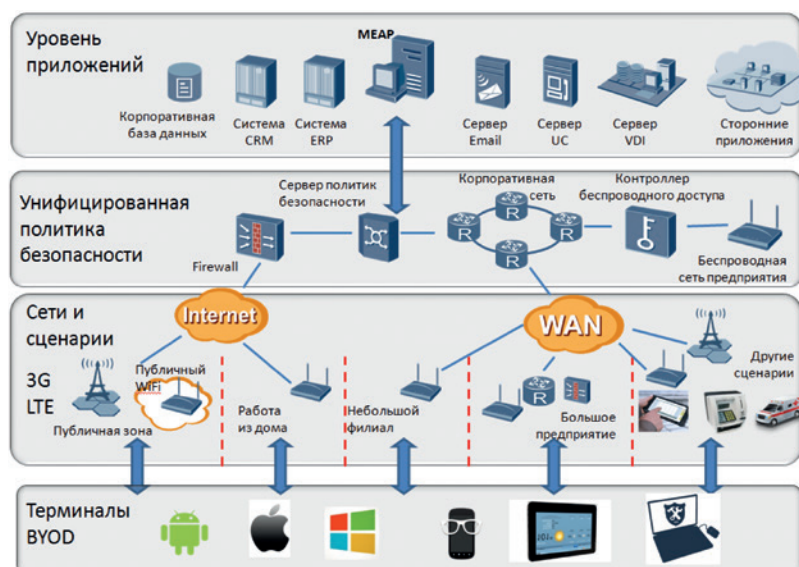 Уровень
приложений
MEAP
Корпоративная
база данных
Система
CRM
Система
ERP
Сервер
Email
Сервер
UC
Сервер
VDI
Сторонние
приложения
Унифицированная
политика
безопасности
Firewall
Сервер политик
безопасности
Корпоративная
сеть
R
R
R
R
Контроллер
беспроводного доступа
Беспроводная
сеть предприятия
Сети и
сценарии
3G
LTE
Internet
WAN
Публичный
WiFi
Публичная зона
Работа
из дома
Небольшой
филиал
R
Большое
предприятие
Другие
сценарии
Терминалы
BYOD